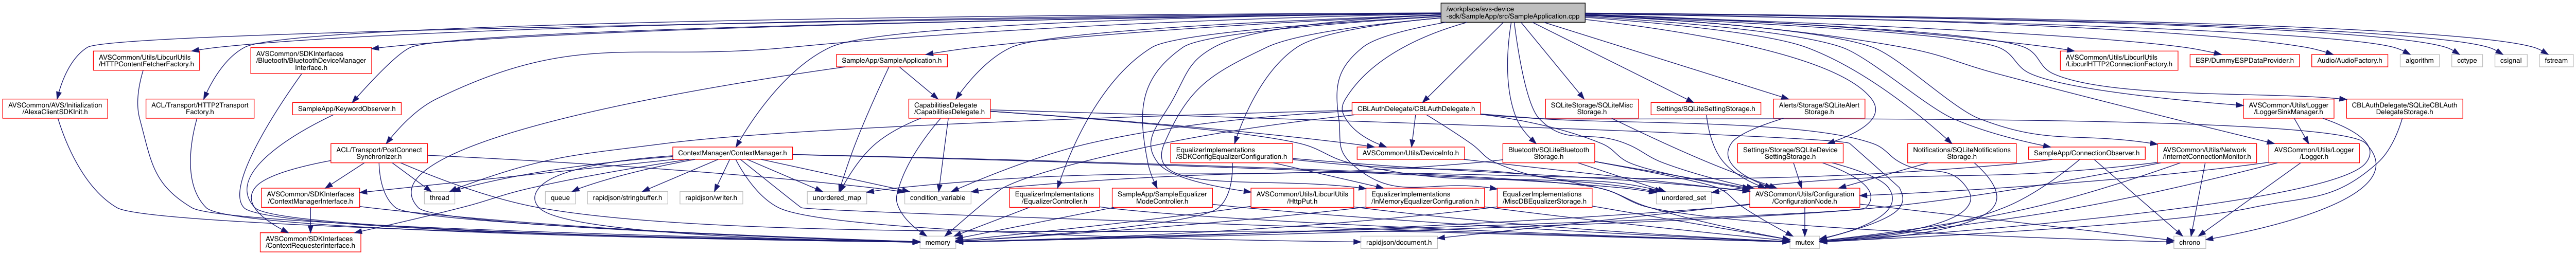 /workplace/avs-device
-sdk/SampleApp/src/SampleApplication.cpp
AVSCommon/Utils/LibcurlUtils
/HTTPContentFetcherFactory.h
AVSCommon/SDKInterfaces
/Bluetooth/BluetoothDeviceManager
Interface.h
SampleApp/SampleApplication.h
AVSCommon/Utils/LibcurlUtils
/LibcurlHTTP2ConnectionFactory.h
ESP/DummyESPDataProvider.h
Audio/AudioFactory.h
algorithm
cctype
csignal
fstream
AVSCommon/AVS/Initialization
/AlexaClientSDKInit.h
ACL/Transport/HTTP2Transport
Factory.h
SampleApp/KeywordObserver.h
CapabilitiesDelegate
/CapabilitiesDelegate.h
CBLAuthDelegate/CBLAuthDelegate.h
SQLiteStorage/SQLiteMisc
Storage.h
Settings/SQLiteSettingStorage.h
Alerts/Storage/SQLiteAlert
Storage.h
AVSCommon/Utils/Logger
/LoggerSinkManager.h
CBLAuthDelegate/SQLiteCBLAuth
DelegateStorage.h
ACL/Transport/PostConnect
Synchronizer.h
ContextManager/ContextManager.h
EqualizerImplementations
/SDKConfigEqualizerConfiguration.h
AVSCommon/Utils/DeviceInfo.h
Bluetooth/SQLiteBluetooth
Storage.h
Settings/Storage/SQLiteDevice
SettingStorage.h
Notifications/SQLiteNotifications
Storage.h
SampleApp/ConnectionObserver.h
AVSCommon/Utils/Network
/InternetConnectionMonitor.h
AVSCommon/Utils/Logger
/Logger.h
AVSCommon/SDKInterfaces
/ContextManagerInterface.h
thread
queue
rapidjson/stringbuffer.h
rapidjson/writer.h
unordered_map
condition_variable
EqualizerImplementations
/EqualizerController.h
SampleApp/SampleEqualizer
ModeController.h
AVSCommon/Utils/LibcurlUtils
/HttpPut.h
EqualizerImplementations
/InMemoryEqualizerConfiguration.h
EqualizerImplementations
/MiscDBEqualizerStorage.h
unordered_set
AVSCommon/Utils/Configuration
/ConfigurationNode.h
AVSCommon/SDKInterfaces
/ContextRequesterInterface.h
memory
rapidjson/document.h
mutex
chrono